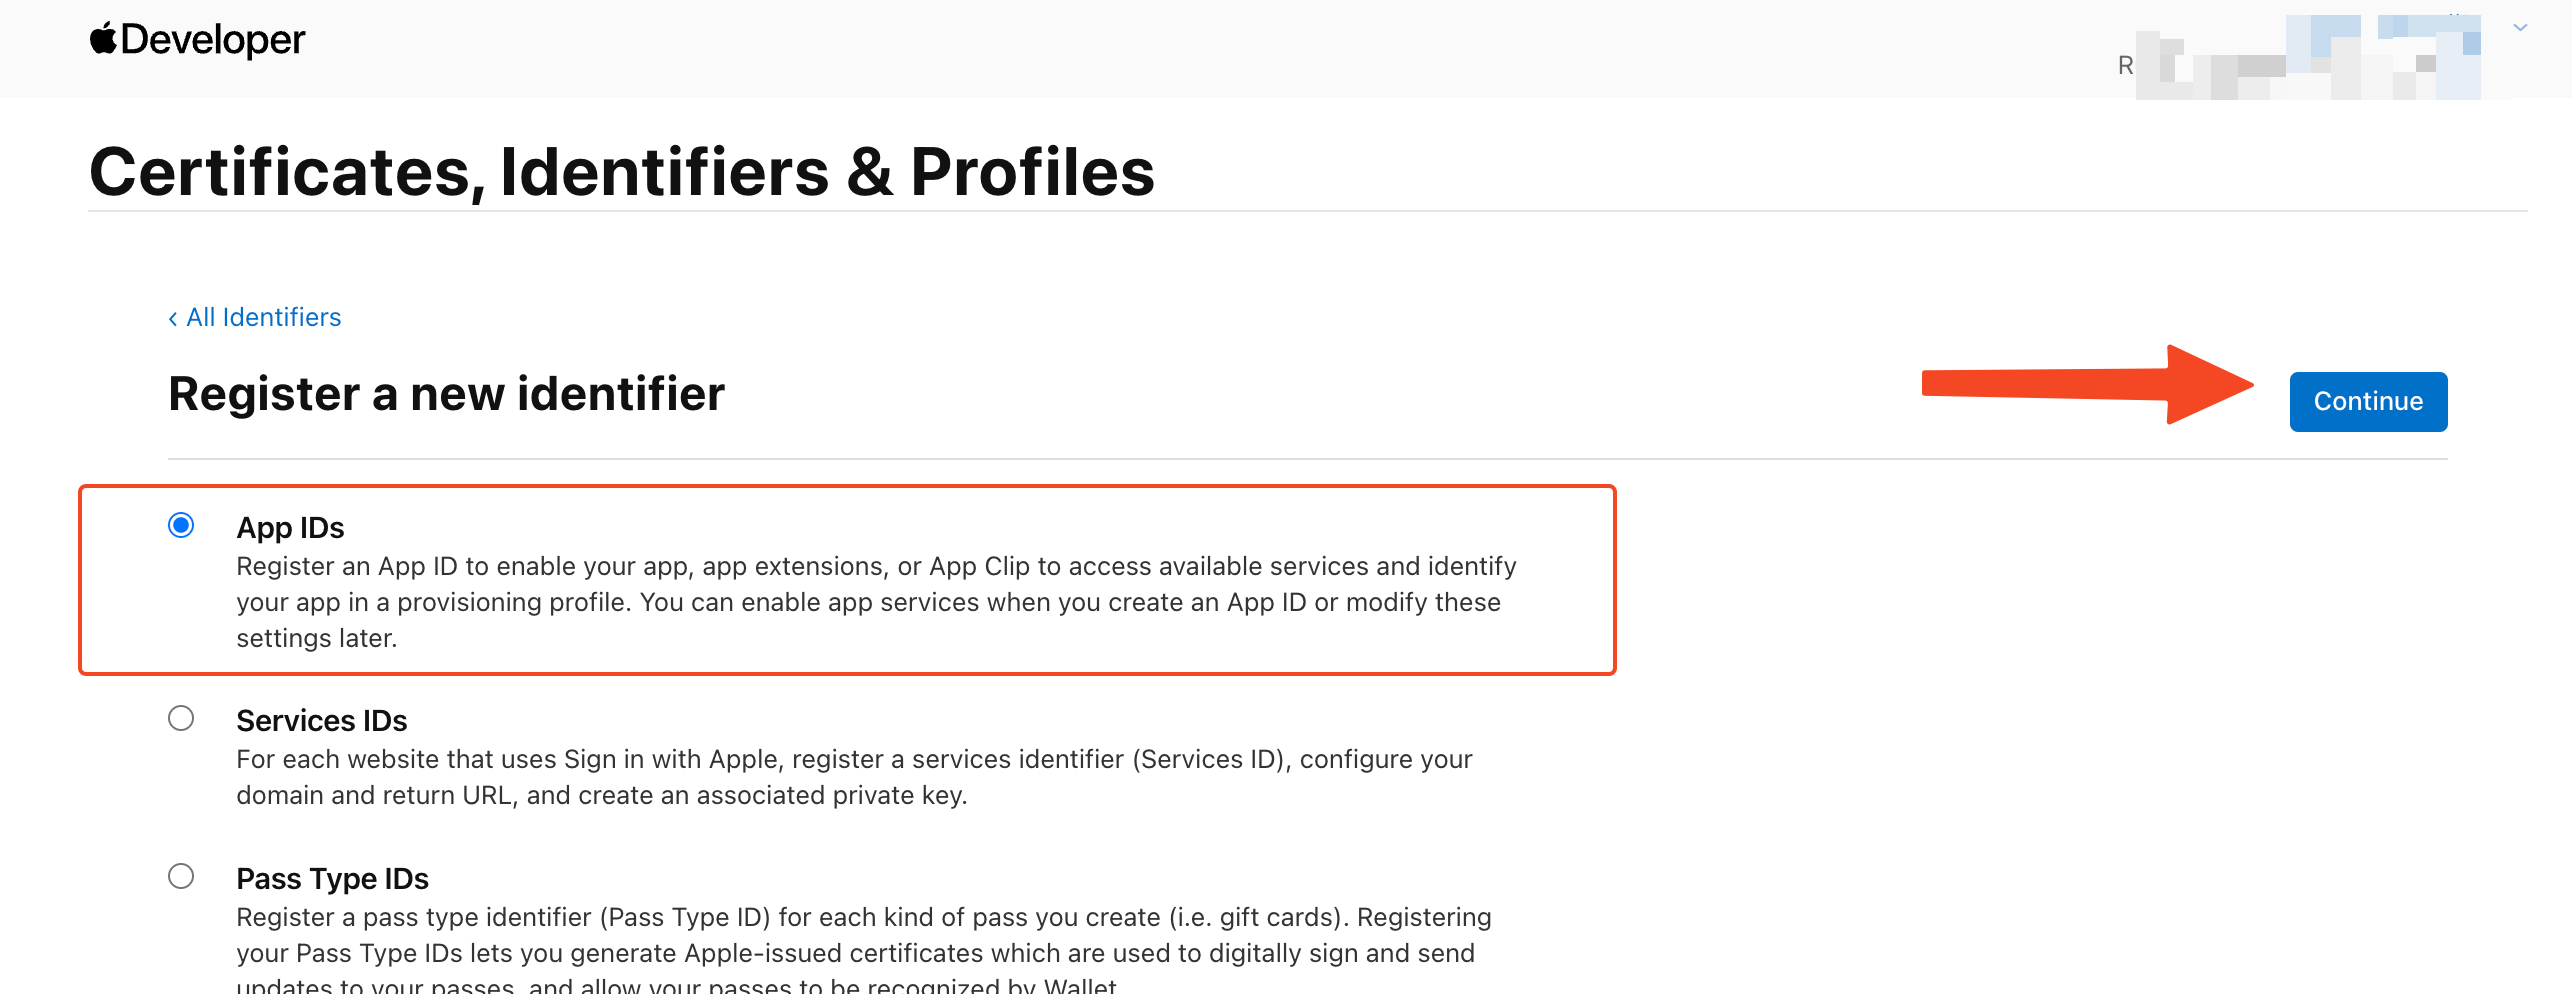 Developer
R
Certificates, Identifiers & Profiles
‹ All Identifiers
Register a new identifier
Continue
App IDs
Register an App ID to enable your app, app extensions, or App Clip to access available services and identify
your app in a provisioning profile. You can enable app services when you create an App ID or modify these
settings later.
Services IDs
For each website that uses Sign in with Apple, register a services identifier (Services ID), configure your
domain and return URL, and create an associated private key.
Pass Type IDs
Register a pass type identifier (Pass Type ID) for each kind of pass you create (i.e. gift cards). Registering
your Pass Type IDs lets you generate Apple-issued certificates which are used to digitally sign and send
updates to your passes, and allow your passes to be recognized by Wallet.